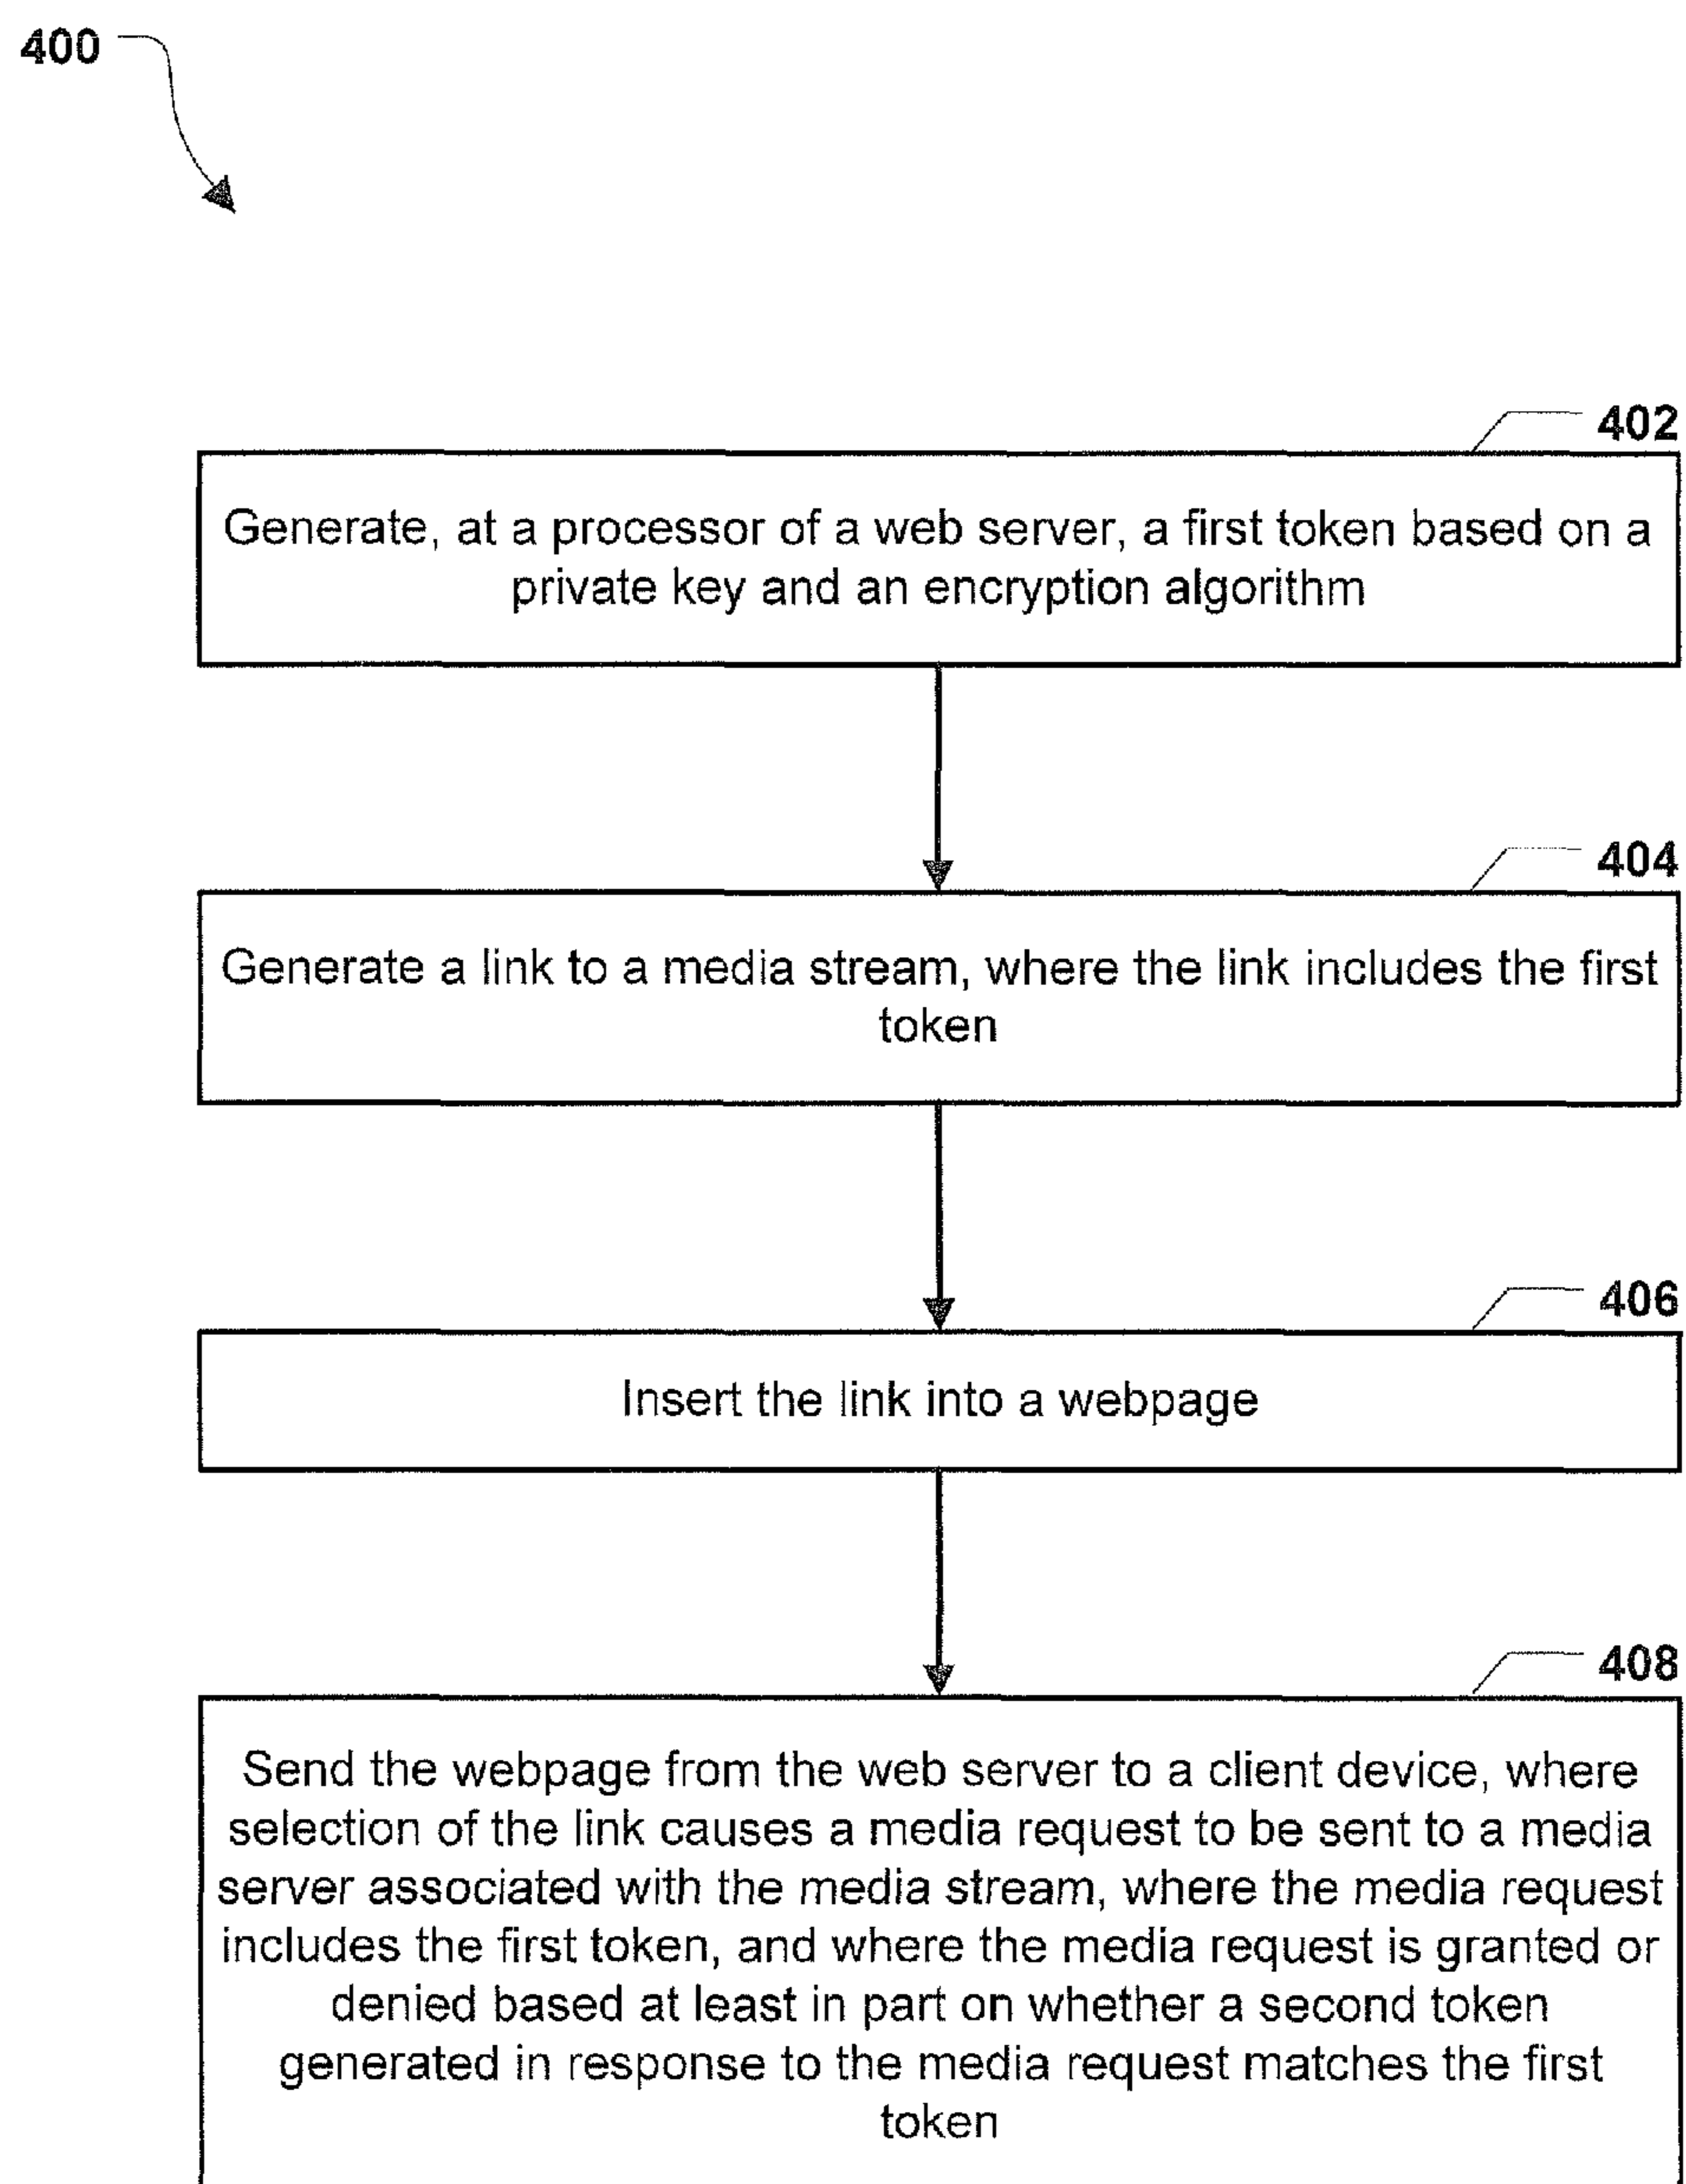 400
402
Generate, at a processor of a web server, a first token based on a
private key and an encryption algorithm
404
Generate a link to a media stream, where the link includes the first
token
406
Insert the link into a webpage
408
Send the webpage from the web server to a client device, where
selection of the link causes a media request to be sent to a media
server associated with the media stream, where the media request
includes the first token, and where the media request is granted or
denied based at least in part on whether a second token
generated in response to the media request matches the first
token